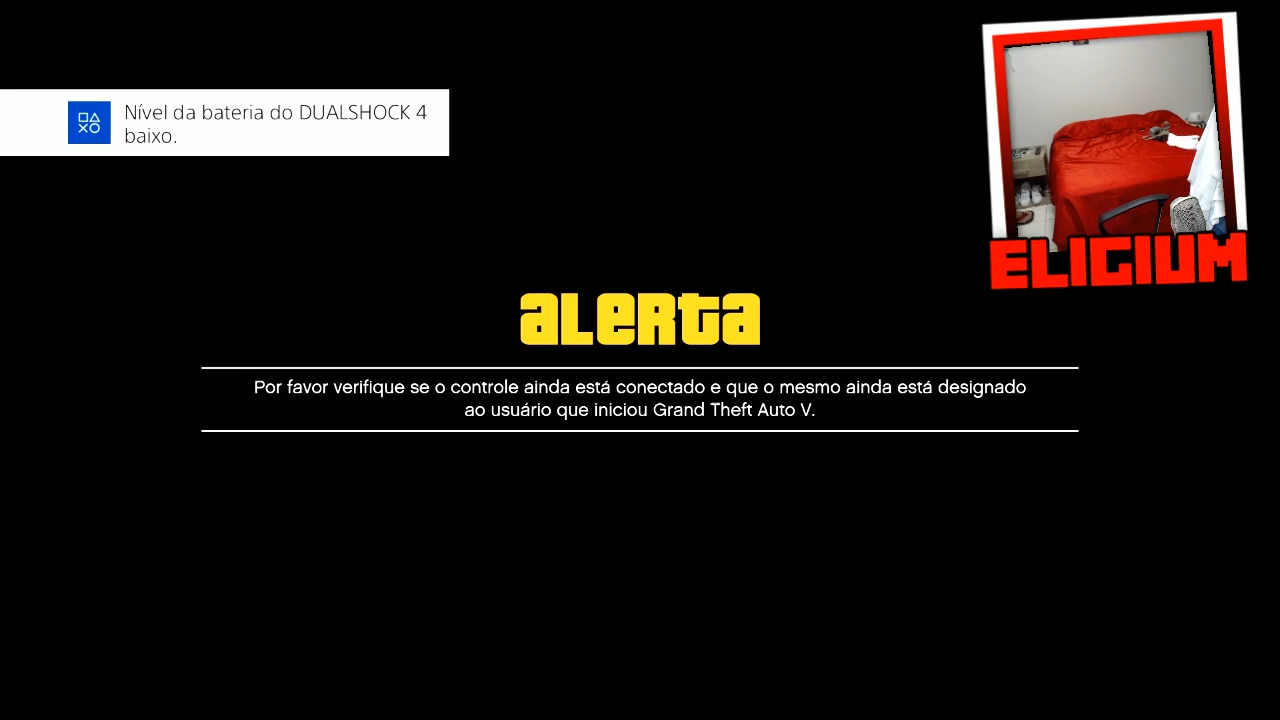 Nível da bateria do DUALSHOCK 4
baixo.
ELIGIUM
alerta
Por favor verifique se o controle ainda está conectado e que o mesmo ainda está designado
ao usuário que iniciou Grand Theft Auto V.